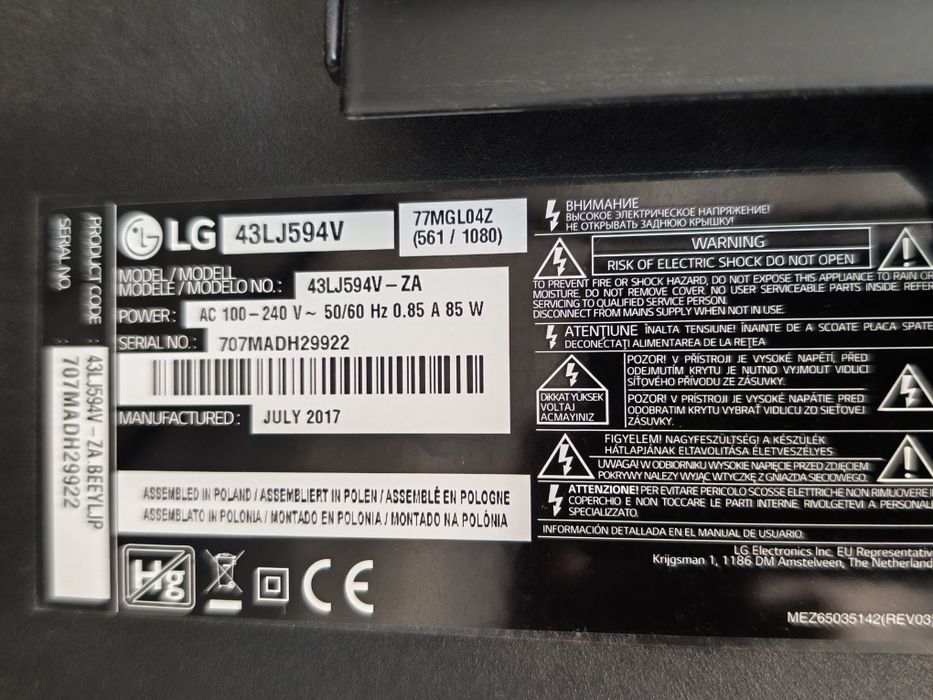 LG 43LJ594V
77MGL04Z
(561 / 1080)
MODEL / MODELL
MODELE / MODELO NO. : 43LJ594V - ZA
POWER : AC 100 - 240 V ~ 50/60 Hz 0.85 A 85 W
SERIAL NO. : 707MADH29922
MANUFACTURED : JULY 2017
ASSEMBLED IN POLAND / ASSEMBLIERT IN POLEN / ASSEMBLÉ EN POLOGNE
ASSEMBLATO IN POLONIA / MONTADO EN POLONIA / MONTADO NA POLÔNIA
Hg
CE
PRODUCT CODE : 43LJ594V - ZA BEEYLJP
SERIAL NO. : 707MADH29922
ВНИМАНИЕ
ВЫСОКОЕ ЭЛЕКТРИЧЕСКОЕ НАПРЯЖЕНИЕ!
НЕ ОТКРЫВАТЬ ЗАДНЮЮ КРЫШКУ!
WARNING
RISK OF ELECTRIC SHOCK DO NOT OPEN
TO PREVENT FIRE OR SHOCK HAZARD, DO NOT EXPOSE THIS APPLIANCE TO RAIN OR
MOISTURE. DO NOT REMOVE COVER. NO USER SERVICEABLE PARTS INSIDE. REFER
SERVICING TO QUALIFIED SERVICE PERSON.
DISCONNECT FROM MAINS SUPPLY WHEN NOT IN USE.
ATENȚIUNE ÎNALTA TENSIUNE! ÎNAINTE DE A SCOATE PLACA SPATE
DECONECTATI ALIMENTAREA DE LA REȚEA
DIKKAT YÜKSEK
VOLTAJ
ACMAYINIZ
POZOR! V PŘÍSTROJI JE VYSOKÉ NAPĚTÍ, PŘED
ODEJMUTÍM KRYTU JE NUTNO VYJMOUT VIDLICI
SÍŤOVÉHO PŘÍVODU ZE ZÁSUVKY.
POZOR! V PRÍSTROJI JE VYSOKÉ NAPÄTIE. PRED
ODOBRATIM KRYTU VYBRAŤ VIDLICU ZO SIEŤOVEJ
ZÁSUVKY.
FIGYELEM! NAGYFESZÜLTSÉG! A KÉSZÜLÉK
HÁTLAPJÁNAK ELTAVOLÍTÁSA ÉLETVESZÉLYES
UWAGA! W ODBIORNIKU WYSOKIE NAPIĘCIE PRZED ZDJĘCIEM
POKRYWY NALEŻY WYJĄĆ WTYCZKĘ Z GNIAZDA SIECIOWEGO.
ATTENZIONE! PER EVITARE PERICOLO SCOSSE ELETTRICHE NON RIMUOVERE I
COPERCHIO E NON TOCCARE LE PARTI INTERNE. RIVOLGETEVI A PERSONAL
SPECIALIZZATO.
INFORMACIÓN DETALLADA EN EL MANUAL DE USUARIO.
LG Electronics Inc. EU Representativ
Krijgsman 1, 1186 DM Amstelveen, The Netherland
MEZ65035142(REV03)